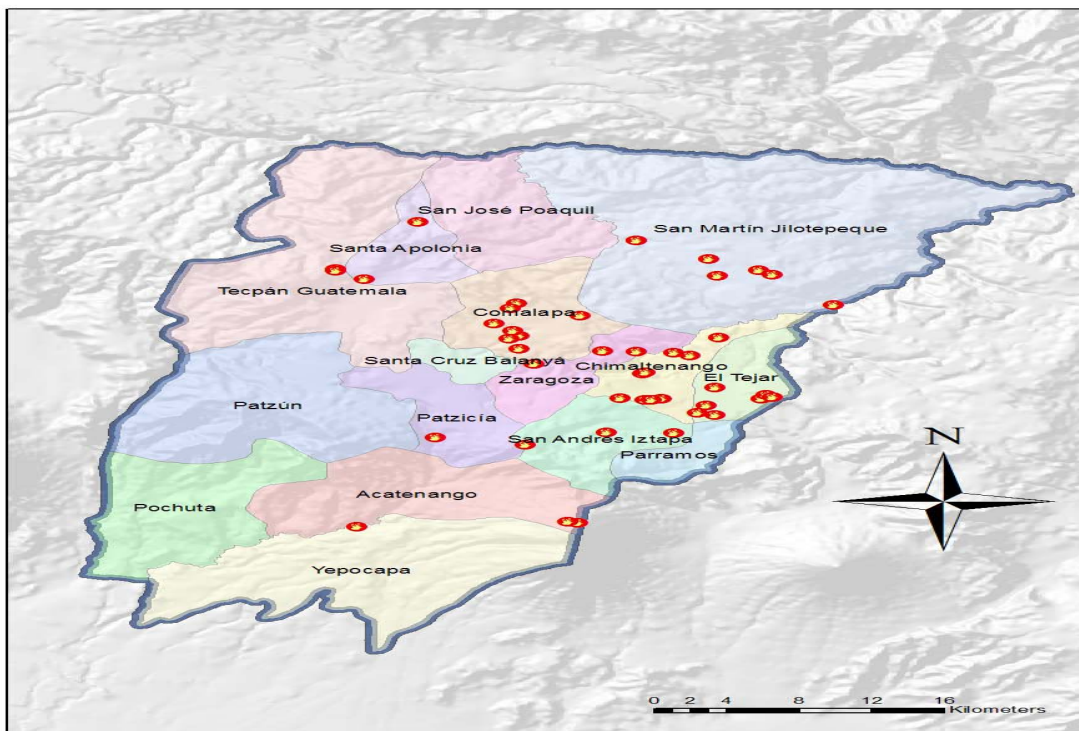 San José Poaquil
San Martín Jilotepeque
Santa Apolonia
Tecpán Guatemala
Comalapa
Santa Cruz Balanyá
Chimaltenango
Zaragoza
El Tejar
Patzún
Patzicía
San Andrés Iztapa
Parramos
N
Acatenango
Pochuta
Yepocapa
0 2 4 8 12 16
Kilometers